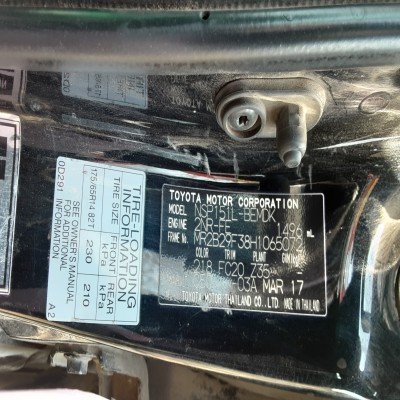 TIRE-LOADING
INFORMATION
TIRE SIZE FRONT REAR
kPa kPa
175/65R14 82T 230 210
SEE OWNER'S MANUAL
FOR ADDITIONAL
INFORMATION
0D291 A2
TOYOTA MOTOR CORPORATION
MODEL NSP151L-BEMDK
ENGINE 2NR-FE 1496 mL
FRAME No. MR2B29F38H1065072
COLOR TRIM PLANT
218 FC20 Z35
-03A MAR 17
TOYOTA MOTOR THAILAND CO.,LTD. MADE IN THAILAND